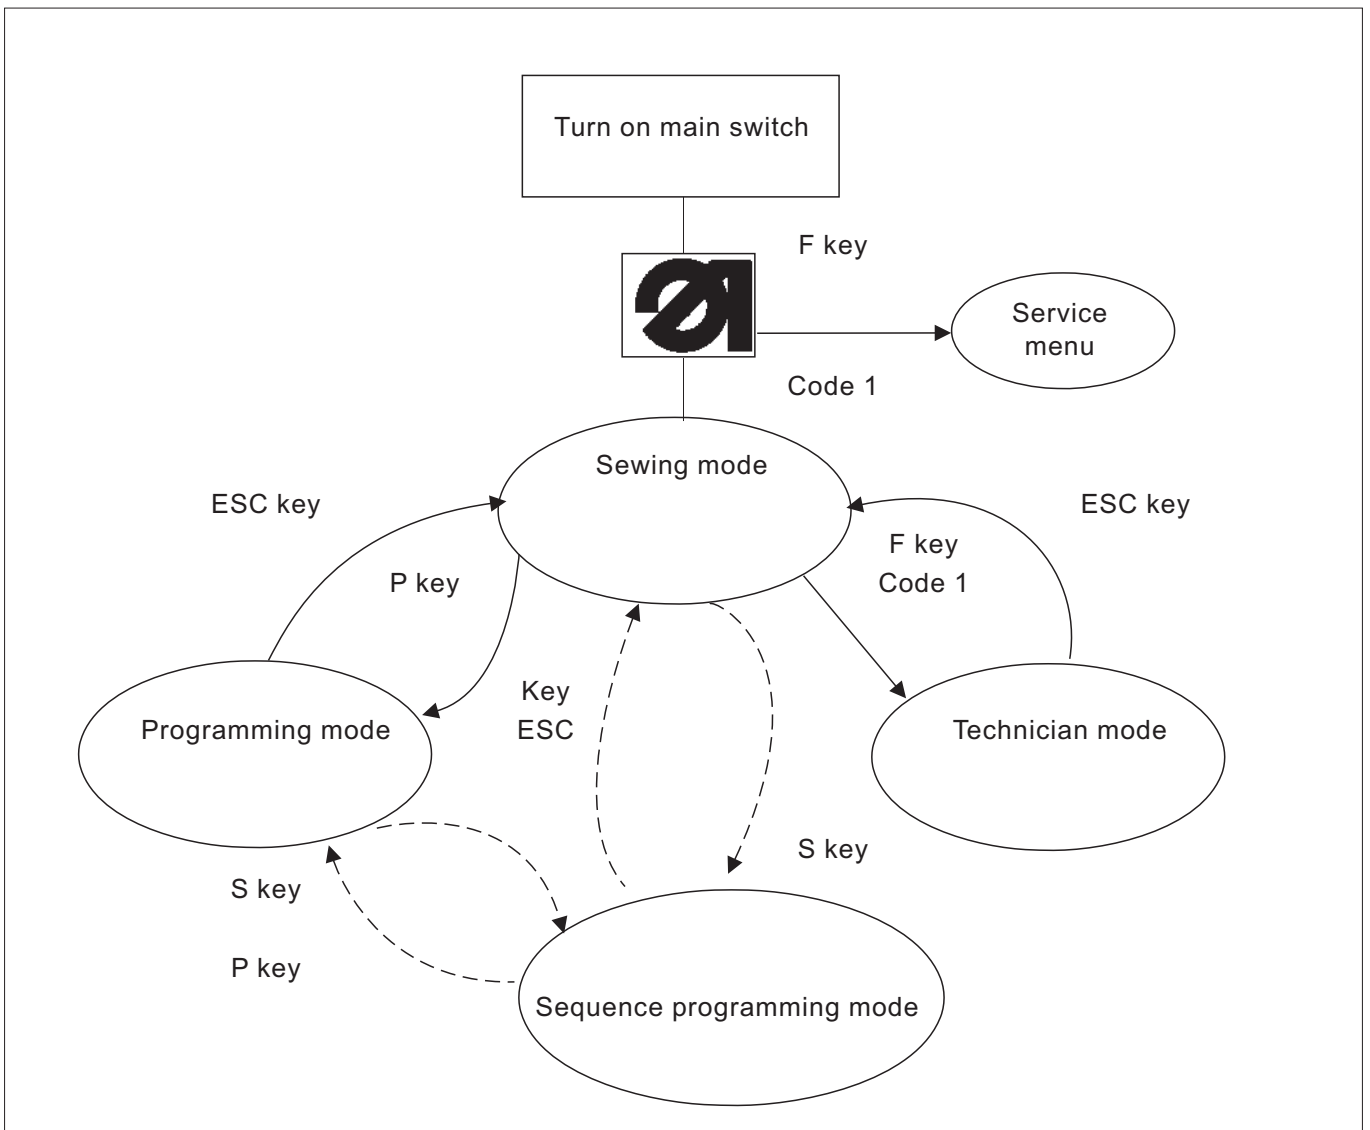 Turn on main switch
F key
Service
menu
Code 1
Sewing mode
ESC key
ESC key
F key
Code 1
P key
Key
ESC
Programming mode
Technician mode
S key
S key
P key
Sequence programming mode